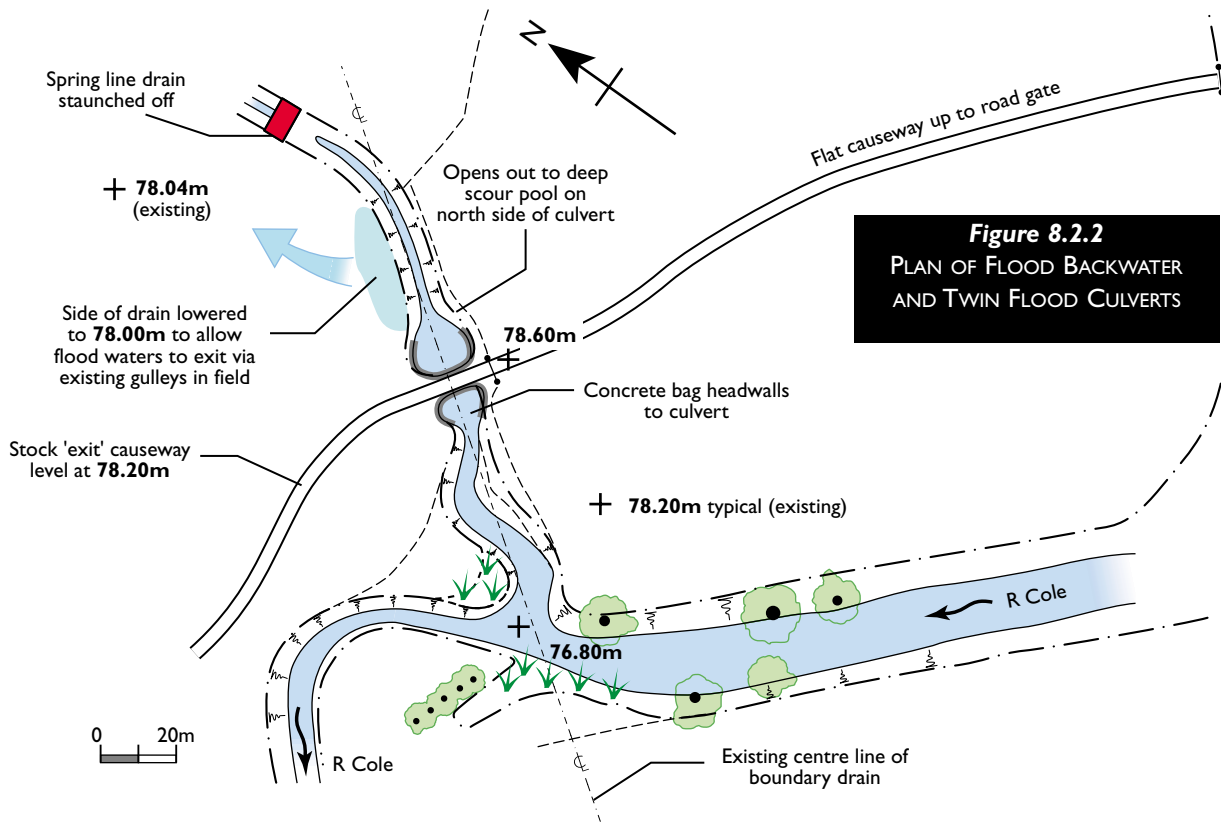 Spring line drain
staunched off
℄
N
Flat causeway up to road gate
78.04m
(existing)
Opens out to deep
scour pool on
north side of culvert
Figure 8.2.2
PLAN OF FLOOD BACKWATER
AND TWIN FLOOD CULVERTS
Side of drain lowered
to 78.00m to allow
flood waters to exit via
existing gulleys in field
78.60m
Concrete bag headwalls
to culvert
Stock 'exit' causeway
level at 78.20m
78.20m typical (existing)
R Cole
76.80m
0 20m
R Cole
℄
Existing centre line of
boundary drain